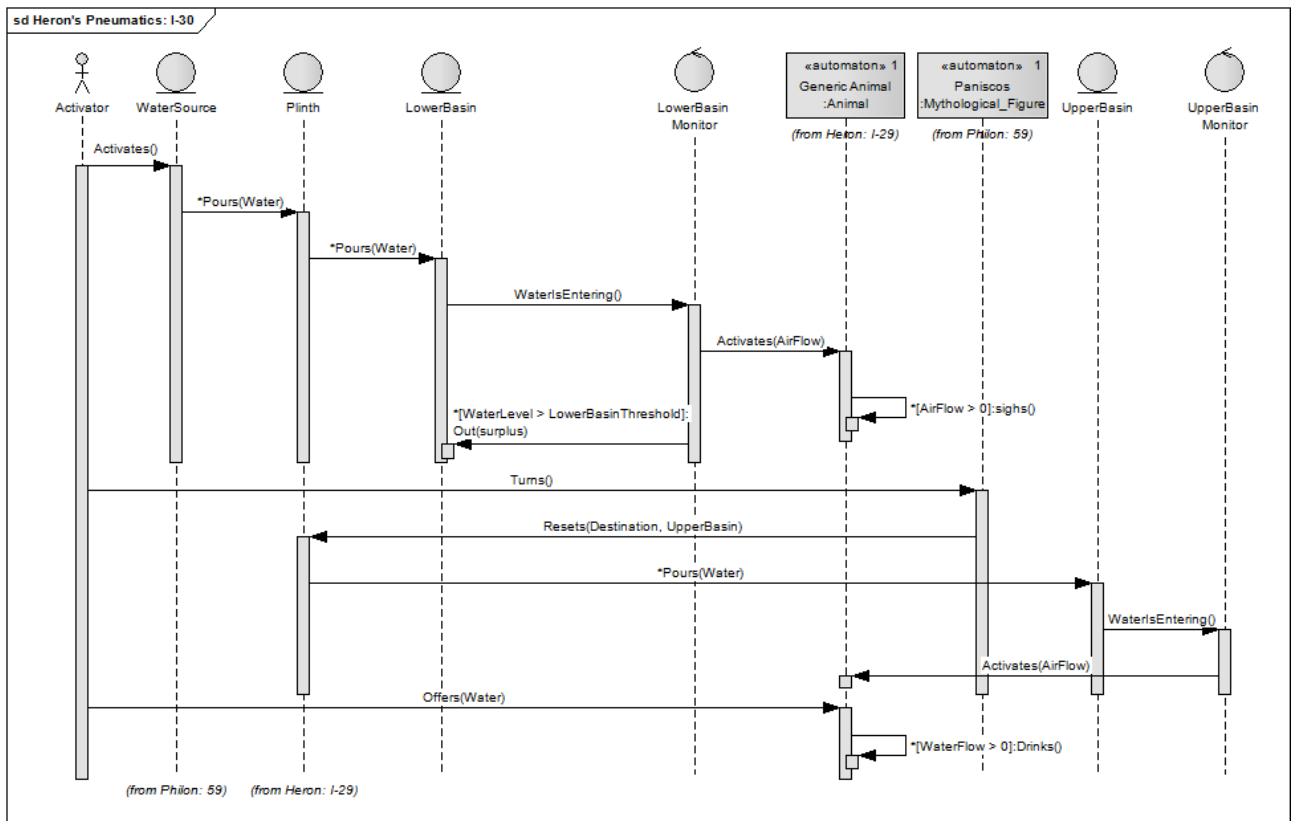 sd Heron's Pneumatics: I-30
Activator
WaterSource
Plinth
LowerBasin
LowerBasin
Monitor
«automaton» 1
Generic Animal
:Animal
(from Heron: I-29)
«automaton» 1
Paniscos
:Mythological_Figure
(from Philon: 59)
UpperBasin
UpperBasin
Monitor
Activates()
*Pours(Water)
*Pours(Water)
WaterIsEntering()
Activates(AirFlow)
*[AirFlow > 0]:sighs()
*[WaterLevel > LowerBasinThreshold]:
Out(surplus)
Turns()
Resets(Destination, UpperBasin)
*Pours(Water)
WaterIsEntering()
Activates(AirFlow)
Offers(Water)
*[WaterFlow > 0]:Drinks()
(from Philon: 59)
(from Heron: I-29)